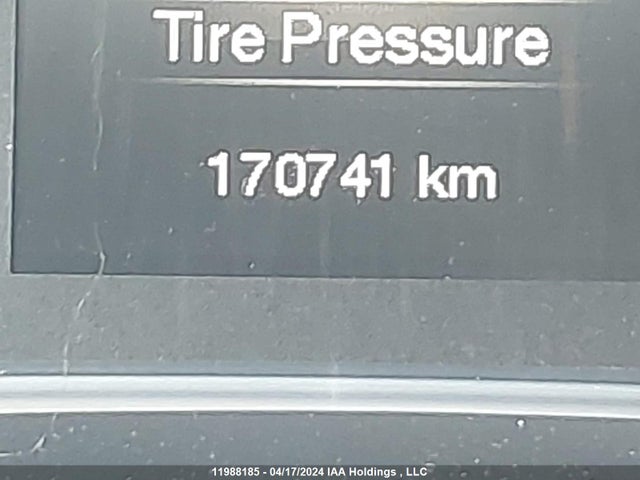 Tire Pressure
170741 km
11988185 - 04/17/2024 IAA Holdings , LLC